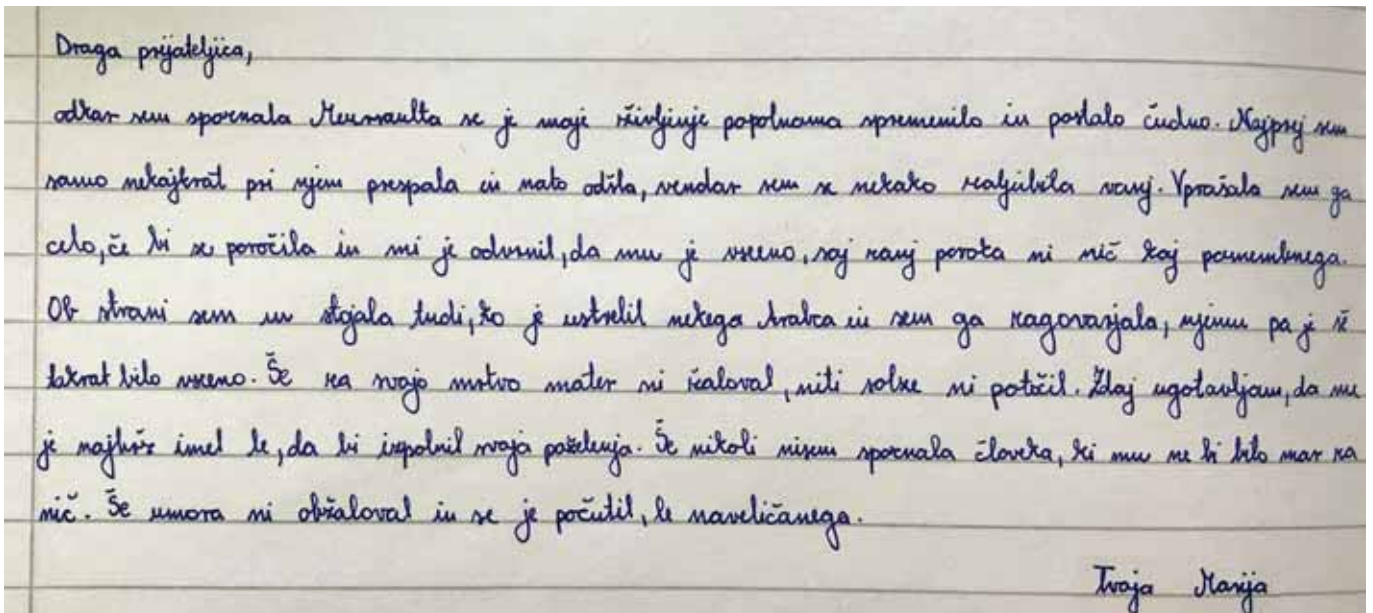 Draga prijateljica,
odkar sem spoznala Meursaulta se je moje življenje popolnoma spremenilo in postalo čudno. Najprej sem
samo nekajkrat pri njem prespala in nato odšla, vendar sem se nekako zaljubila vanj. Vprašala sem ga
celo, če bi se poročila in mi je odvrnil, da mu je vseeno, saj zanj poroka ni nič kaj pomembnega.
Ob strani sem mu stojala tudi, ko je ustrelil nekega Arabca in sem ga zagovarjala, njemu pa je še
takrat bilo vseeno. Še za svojo mrtvo mater ni žaloval, niti solze ni potočil. Zdaj ugotavljam, da me
je najbrž imel le, da bi izpolnil svoja poželenja. Še nikoli nisem spoznala človeka, ki mu ne bi bilo mar za
nič. Še umora ni obžaloval in se je počutil, le naveličanega.
Tvoja Marija